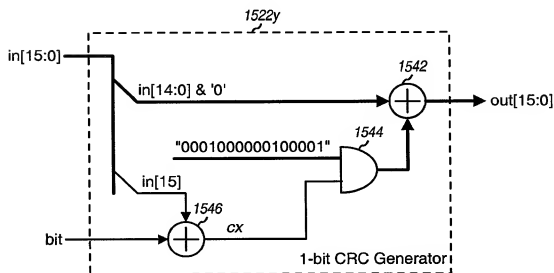 1522y
in[15:0]
1542
in[14:0] & '0'
out[15:0]
1544
"0001000000100001"
in[15]
1546
bit
cx
1-bit CRC Generator